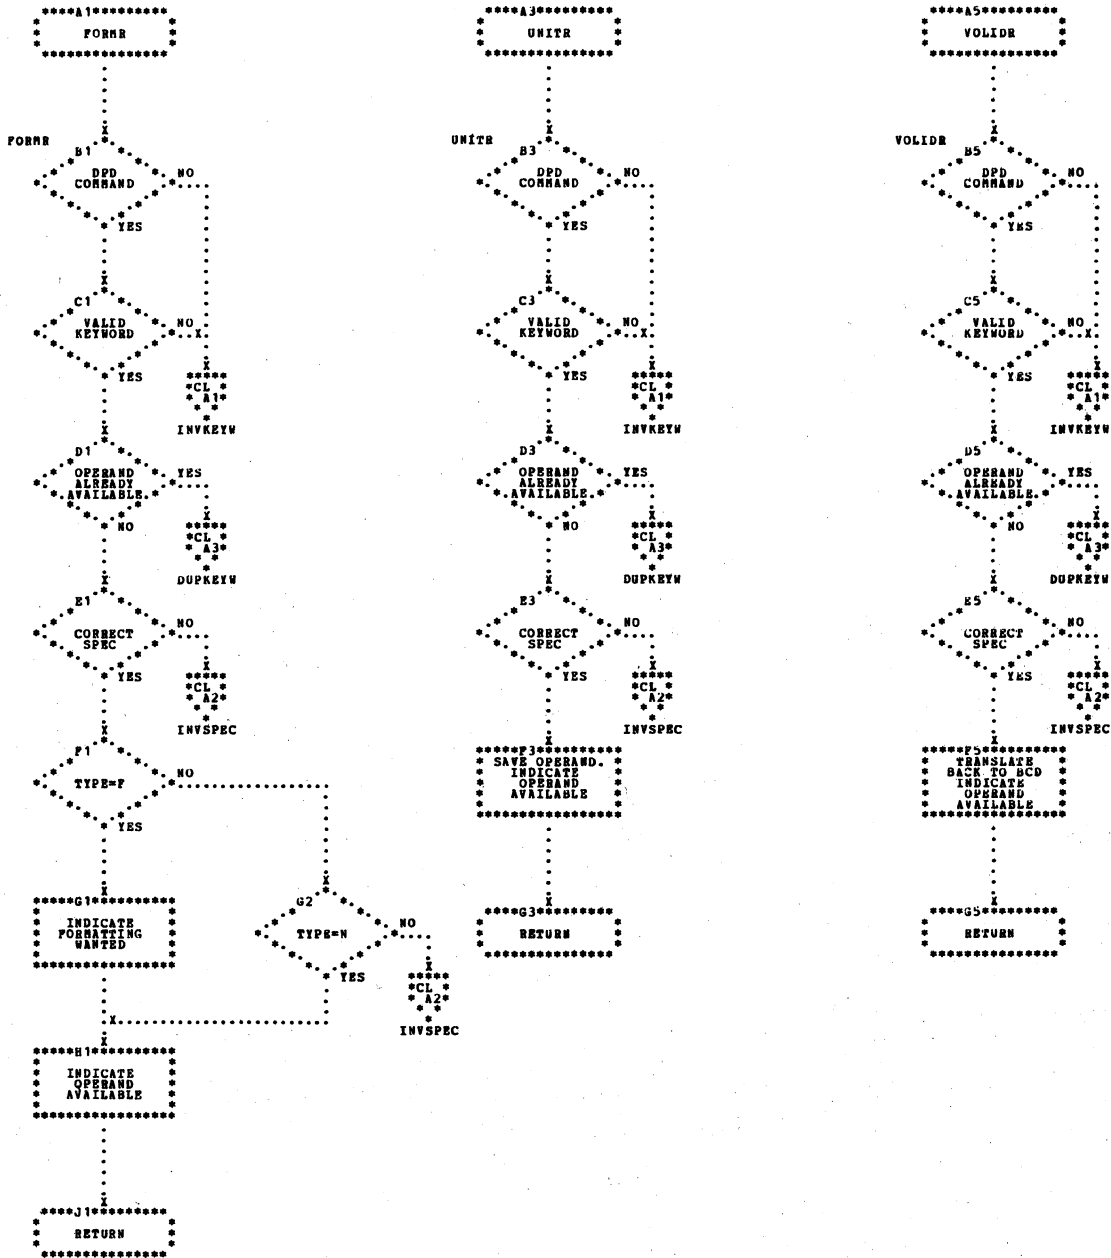 A1
FORMR
FORMR
B1
DPD
COMMAND
NO
YES
C1
VALID
KEYWORD
NO
YES
CL
A1
INVKEYW
D1
OPERAND
ALREADY
AVAILABLE
YES
NO
CL
A3
DUPKEYW
E1
CORRECT
SPEC
NO
YES
CL
A2
INVSPEC
F1
TYPE=F
NO
YES
G1
INDICATE
FORMATTING
WANTED
G2
TYPE=N
NO
YES
CL
A2
INVSPEC
H1
INDICATE
OPERAND
AVAILABLE
J1
RETURN
A3
UNITR
UNITR
B3
DPD
COMMAND
NO
YES
C3
VALID
KEYWORD
NO
YES
CL
A1
INVKEYW
D3
OPERAND
ALREADY
AVAILABLE
YES
NO
CL
A3
DUPKEYW
E3
CORRECT
SPEC
NO
YES
CL
A2
INVSPEC
F3
SAVE OPERAND.
INDICATE
OPERAND
AVAILABLE
G3
RETURN
A5
VOLIDR
VOLIDR
B5
DPD
COMMAND
NO
YES
C5
VALID
KEYWORD
NO
YES
CL
A1
INVKEYW
D5
OPERAND
ALREADY
AVAILABLE
YES
NO
CL
A3
DUPKEYW
E5
CORRECT
SPEC
NO
YES
CL
A2
INVSPEC
F5
TRANSLATE
BACK TO BCD
INDICATE
OPERAND
AVAILABLE
G5
RETURN